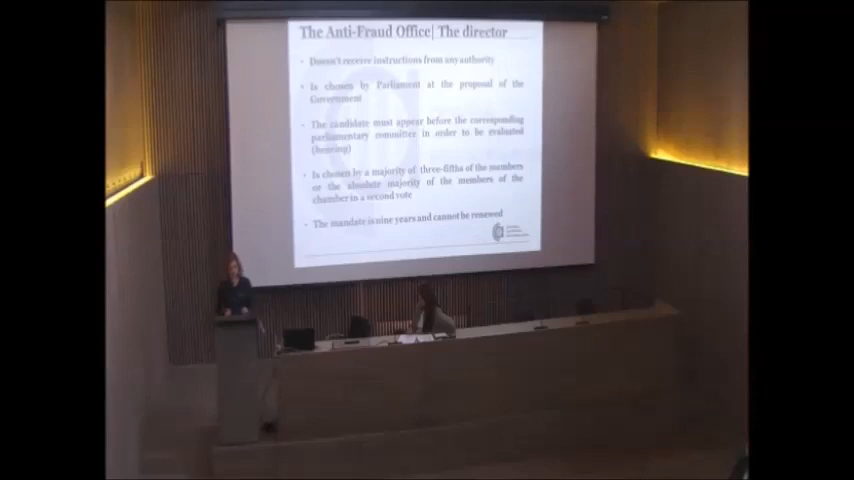 The Anti-Fraud Office| The director
• Doesn't receive instructions from any authority
• Is chosen by Parliament at the proposal of the
Government
• The candidate must appear before the corresponding
parliamentary committee in order to be evaluated
(hearing)
• Is chosen by a majority of three-fifths of the members
or the absolute majority of the members of the
chamber in a second vote
• The mandate is nine years and cannot be renewed